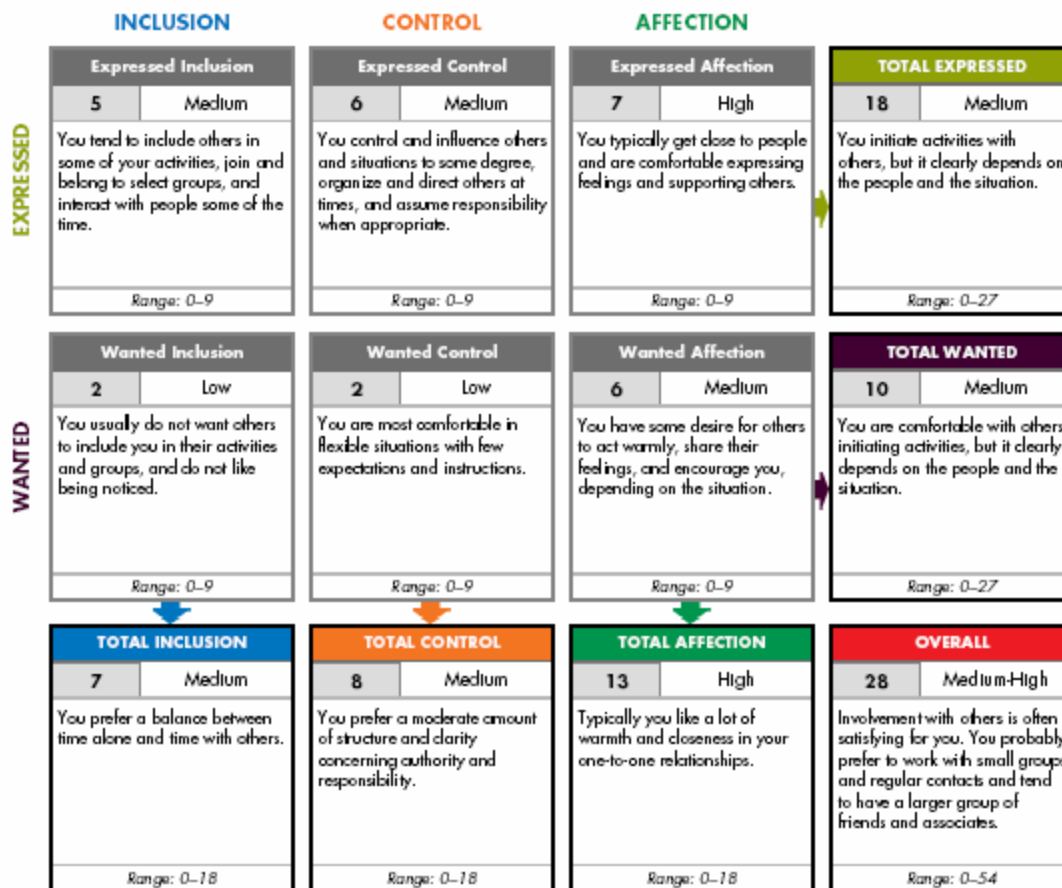 INCLUSION
CONTROL
AFFECTION
EXPRESSED
Expressed Inclusion
5
Medium
You tend to include others in
some of your activities, join and
belong to select groups, and
interact with people some of the
time.
Range: 0–9
Expressed Control
6
Medium
You control and influence others
and situations to some degree,
organize and direct others at
times, and assume responsibility
when appropriate.
Range: 0–9
Expressed Affection
7
High
You typically get close to people
and are comfortable expressing
feelings and supporting others.
Range: 0–9
TOTAL EXPRESSED
18
Medium
You initiate activities with
others, but it clearly depends on
the people and the situation.
Range: 0–27
WANTED
Wanted Inclusion
2
Low
You usually do not want others
to include you in their activities
and groups, and do not like
being noticed.
Range: 0–9
Wanted Control
2
Low
You are most comfortable in
flexible situations with few
expectations and instructions.
Range: 0–9
Wanted Affection
6
Medium
You have some desire for others
to act warmly, share their
feelings, and encourage you,
depending on the situation.
Range: 0–9
TOTAL WANTED
10
Medium
You are comfortable with others
initiating activities, but it clearly
depends on the people and the
situation.
Range: 0–27
TOTAL INCLUSION
7
Medium
You prefer a balance between
time alone and time with others.
Range: 0–18
TOTAL CONTROL
8
Medium
You prefer a moderate amount
of structure and clarity
concerning authority and
responsibility.
Range: 0–18
TOTAL AFFECTION
13
High
Typically you like a lot of
warmth and closeness in your
one-to-one relationships.
Range: 0–18
OVERALL
28
Medium-High
Involvement with others is often
satisfying for you. You probably
prefer to work with small groups
and regular contacts and tend
to have a larger group of
friends and associates.
Range: 0–54